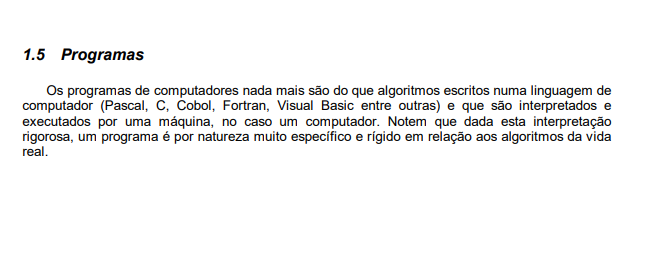 1.5 Programas
Os programas de computadores nada mais são do que algoritmos escritos numa linguagem de
computador (Pascal, C, Cobol, Fortran, Visual Basic entre outras) e que são interpretados e
executados por uma máquina, no caso um computador. Notem que dada esta interpretação
rigorosa, um programa é por natureza muito específico e rígido em relação aos algoritmos da vida
real.